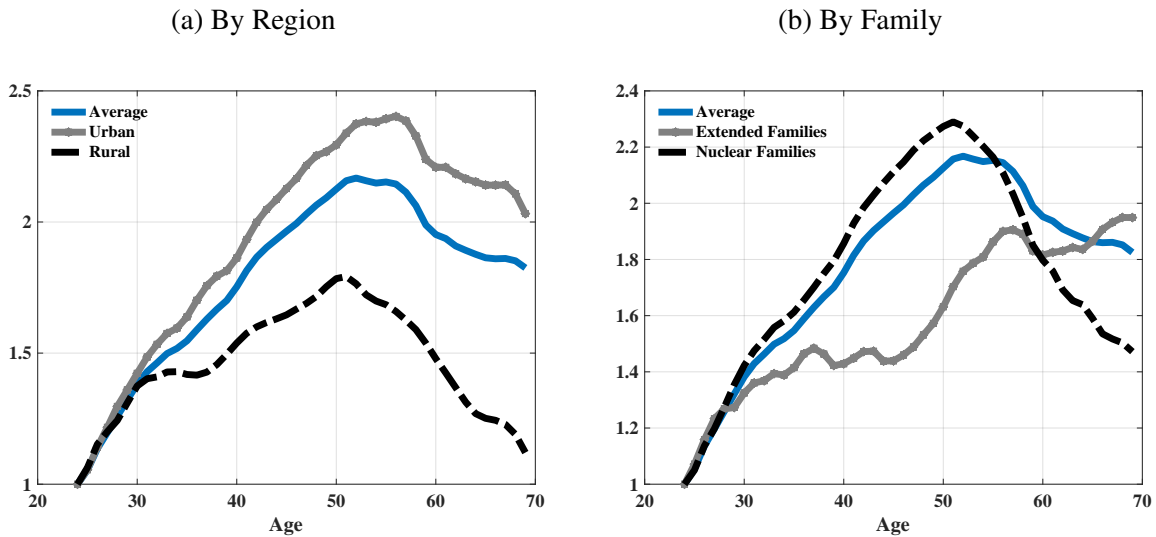 (a) By Region
2.5
2
1.5
1
Average
Urban
Rural
20 30 40 50 60 70
Age
(b) By Family
2.4
2.2
2
1.8
1.6
1.4
1.2
1
Average
Extended Families
Nuclear Families
20 30 40 50 60 70
Age